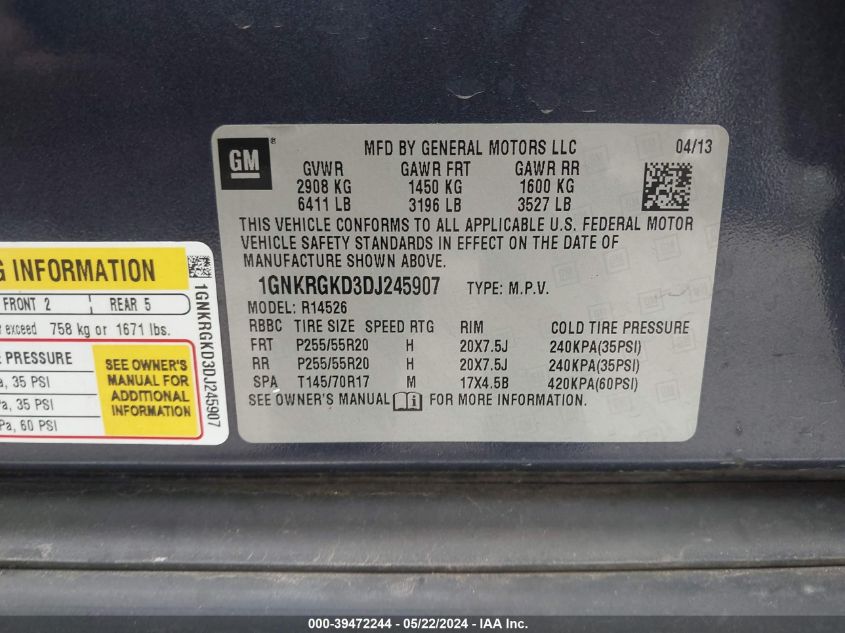 GM
MFD BY GENERAL MOTORS LLC 04/13
GVWR GAWR FRT GAWR RR
2908 KG 1450 KG 1600 KG
6411 LB 3196 LB 3527 LB
THIS VEHICLE CONFORMS TO ALL APPLICABLE U.S. FEDERAL MOTOR
VEHICLE SAFETY STANDARDS IN EFFECT ON THE DATE OF
MANUFACTURE SHOWN ABOVE.
1GNKRGKD3DJ245907 TYPE: M.P.V.
MODEL: R14526
RBBC TIRE SIZE SPEED RTG RIM COLD TIRE PRESSURE
FRT P255/55R20 H 20X7.5J 240KPA(35PSI)
RR P255/55R20 H 20X7.5J 240KPA(35PSI)
SPA T145/70R17 M 17X4.5B 420KPA(60PSI)
SEE OWNER'S MANUAL FOR MORE INFORMATION.
G INFORMATION
FRONT 2 REAR 5
exceed 758 kg or 1671 lbs.
PRESSURE
35 PSI
35 PSI
60 PSI
SEE OWNER'S
MANUAL FOR
ADDITIONAL
INFORMATION
1GNKRGKD3DJ245907
000-39472244 - 05/22/2024 - IAA Inc.